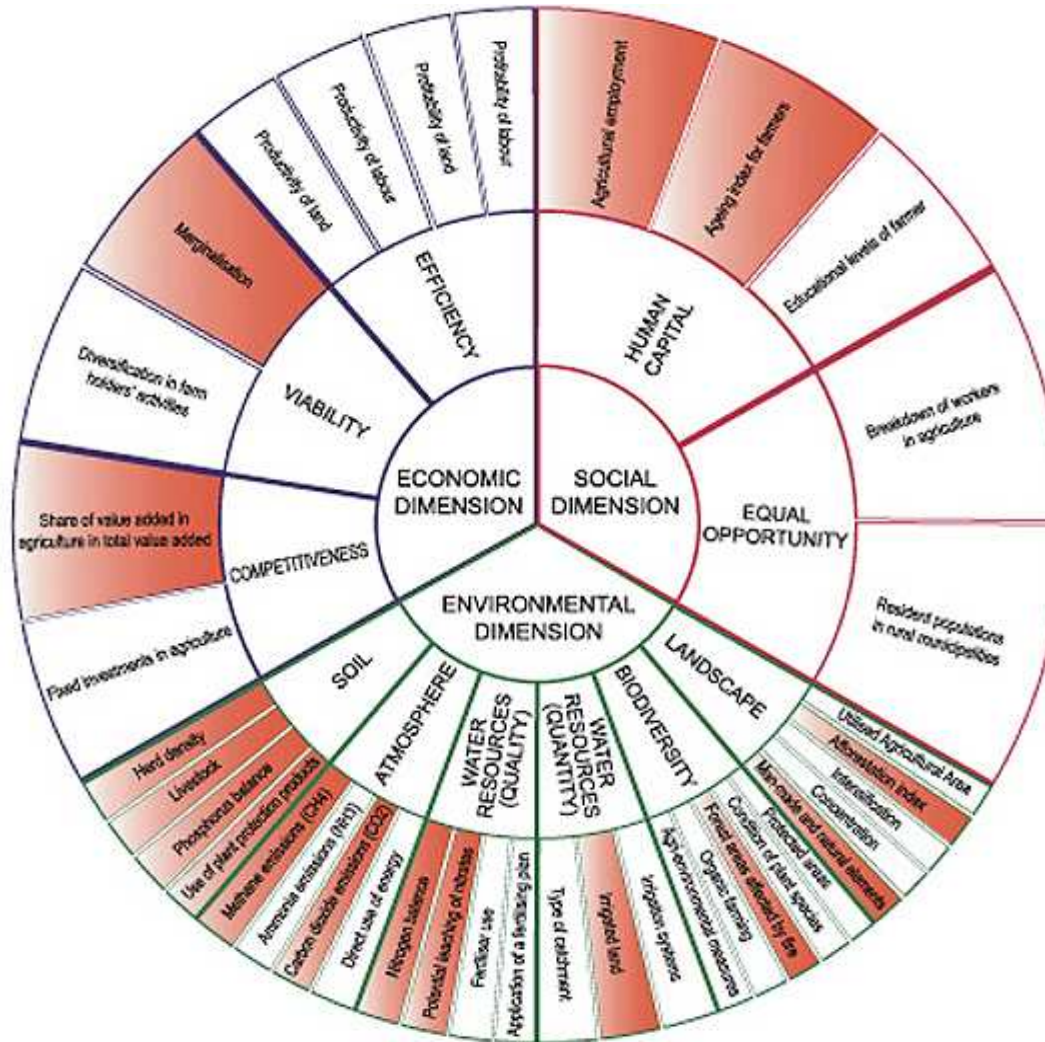 ECONOMIC
DIMENSION
SOCIAL
DIMENSION
ENVIRONMENTAL
DIMENSION
EFFICIENCY
Productivity of land
Productivity of labour
Profitability of land
Profitability of labour
HUMAN
CAPITAL
Agricultural employment
Ageing index for farmers
Educational levels of farmer
EQUAL
OPPORTUNITY
Breakdown of workers
in agriculture
Resident populations
in rural municipalities
LANDSCAPE
Utilised Agricultural Area
Afforestation index
Intensification
Concentration
Man-made and natural elements
BIODIVERSITY
Protected areas
Condition of plant species
Forest areas affected by fire
Organic farming
Agri-environmental measures
WATER
RESOURCES
(QUANTITY)
Irrigation systems
Irrigated land
Type of catchment
WATER
RESOURCES
(QUALITY)
Application of a fertilising plan
Fertiliser use
Potential leaching of nitrates
Nitrogen balance
ATMOSPHERE
Direct use of energy
Carbon dioxide emissions (CO2)
Ammonia emissions (NH3)
Methane emissions (CH4)
SOIL
Use of plant protection products
Phosphorus balance
Livestock
Herd density
COMPETITIVENESS
Fixed investments in agriculture
Share of value added in
agriculture in total value added
VIABILITY
Diversification in farm
holders' activities
Marginalisation